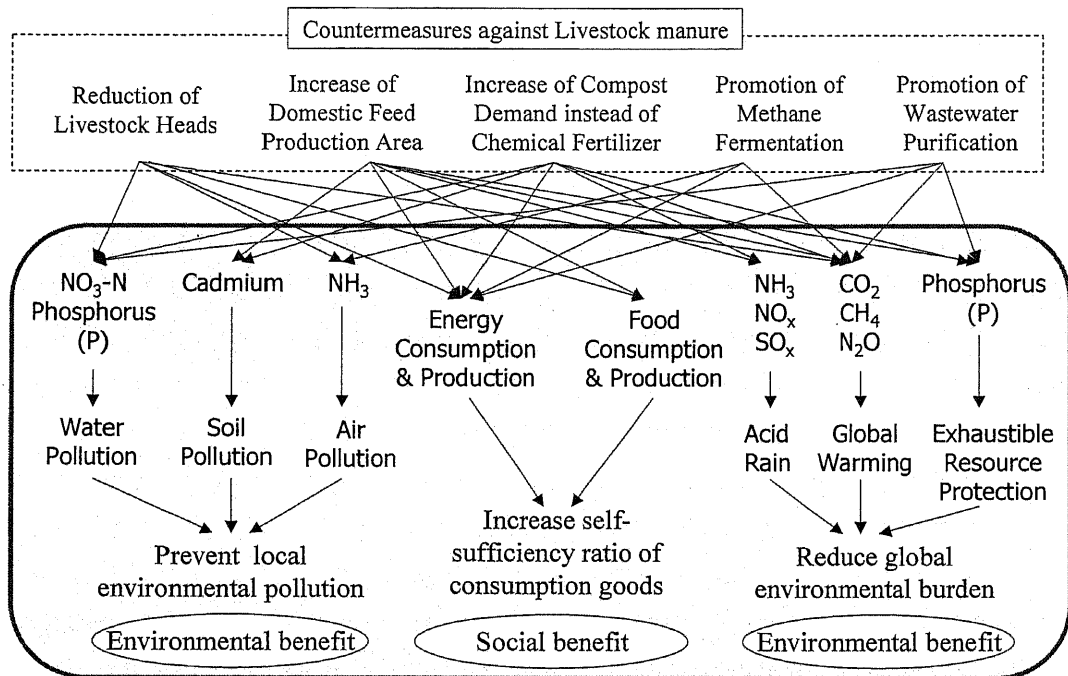 Countermeasures against Livestock manure
Reduction of
Livestock Heads
Increase of
Domestic Feed
Production Area
Increase of Compost
Demand instead of
Chemical Fertilizer
Promotion of
Methane
Fermentation
Promotion of
Wastewater
Purification
NO₃-N
Phosphorus
(P)
Cadmium
NH₃
Energy
Consumption
& Production
Food
Consumption
& Production
NH₃
NOₓ
SOₓ
CO₂
CH₄
N₂O
Phosphorus
(P)
Water
Pollution
Soil
Pollution
Air
Pollution
Acid
Rain
Global
Warming
Exhaustible
Resource
Protection
Prevent local
environmental pollution
Increase self-
sufficiency ratio of
consumption goods
Reduce global
environmental burden
Environmental benefit
Social benefit
Environmental benefit